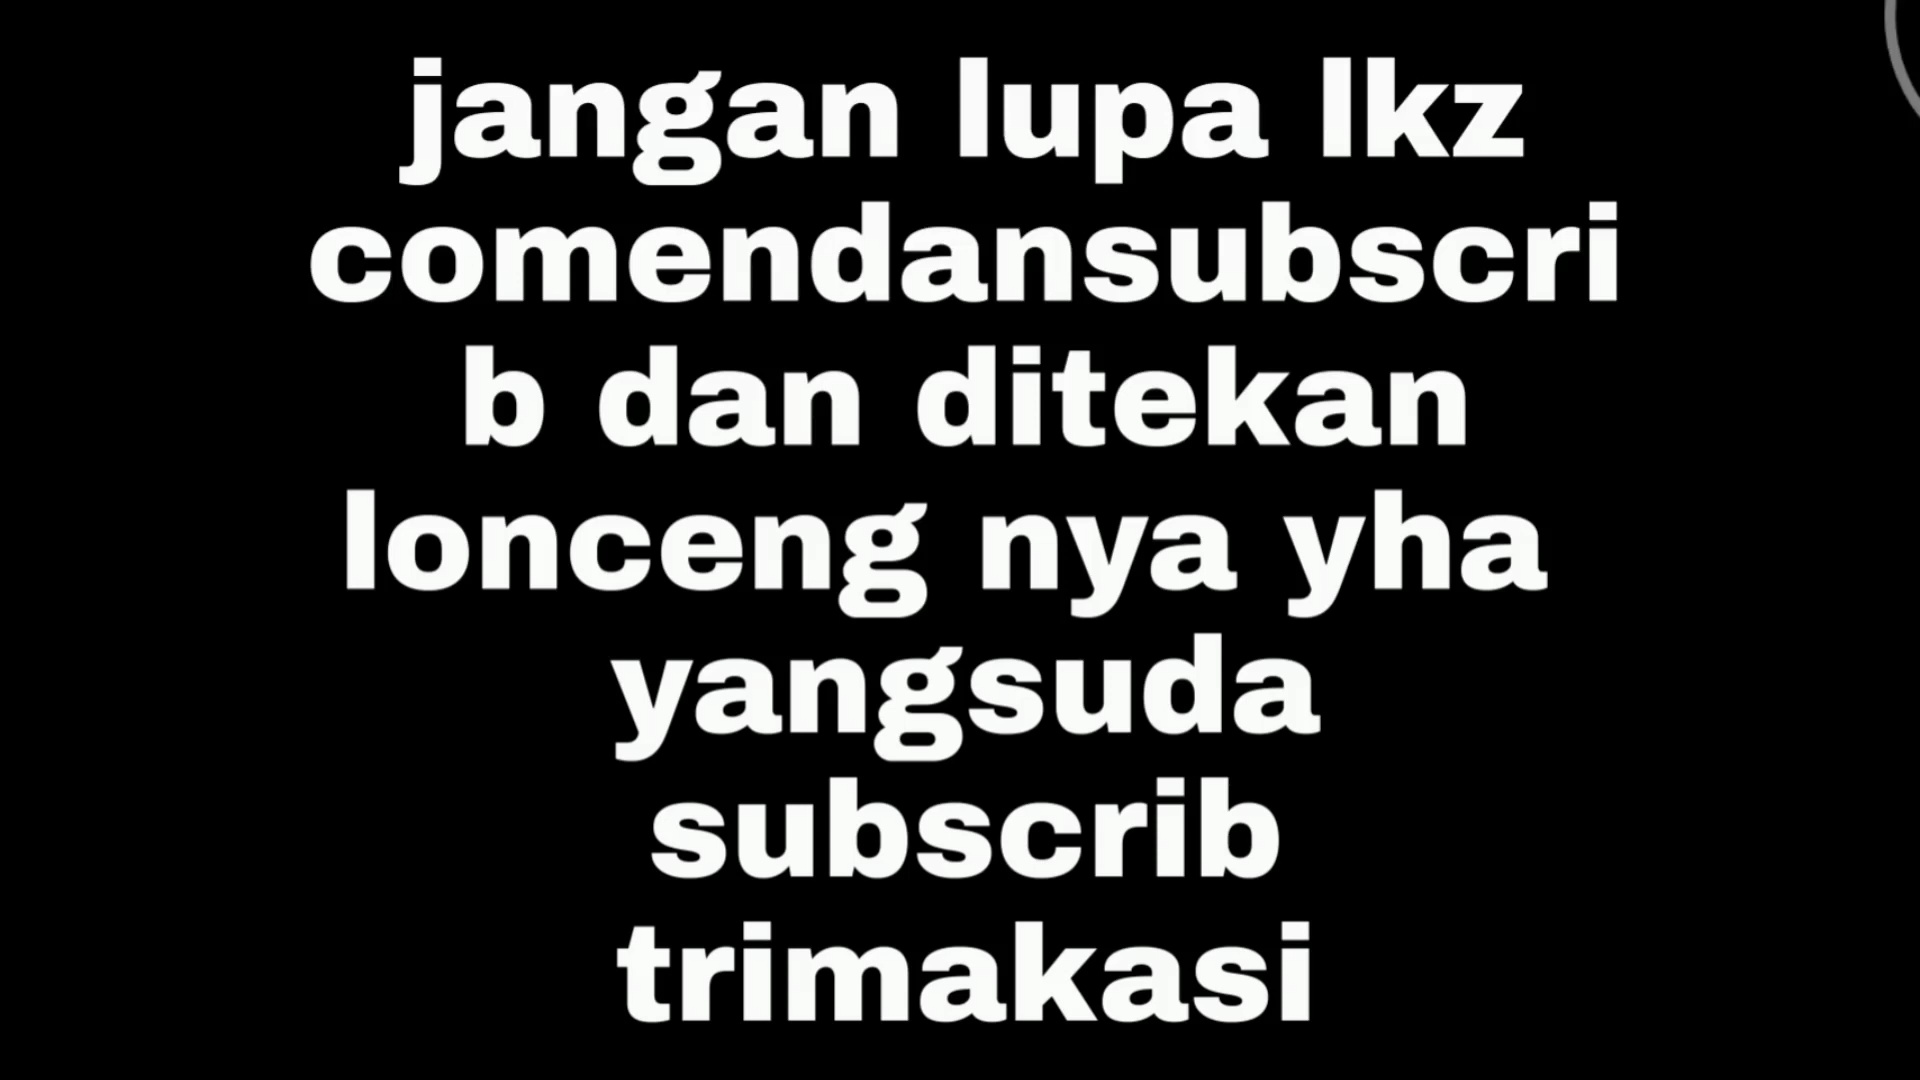 jangan lupa lkz
comendansubscri
b dan ditekan
lonceng nya yha
yangsuda
subscrib
trimakasi